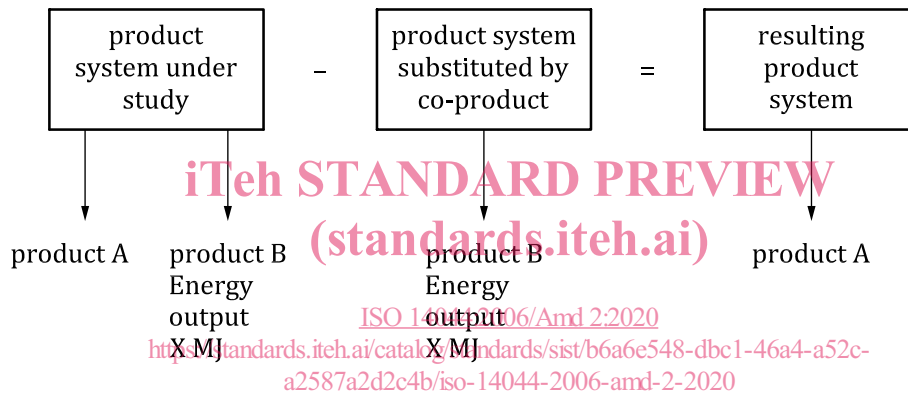 product
system under
study
–
product system
substituted by
co-product
=
resulting
product
system
iTeh STANDARD PREVIEW
(standards.iteh.ai)
product A
product B
Energy
output
X MJ
product B
Energy
output
X MJ
product A
ISO 14044:2006/Amd 2:2020
https://standards.iteh.ai/catalog/standards/sist/b6a6e548-dbc1-46a4-a52c-
a2587a2d2c4b/iso-14044-2006-amd-2-2020